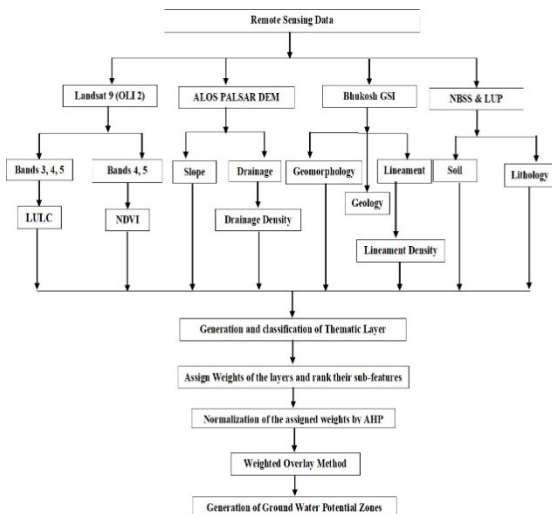 Remote Sensing Data
Landsat 9 (OLI 2)
ALOS PALSAR DEM
Bhukosh GSI
NBSS & LUP
Bands 3, 4, 5
Bands 4, 5
Slope
Drainage
Geomorphology
Lineament
Soil
Lithology
Geology
LULC
NDVI
Drainage Density
Lineament Density
Generation and classification of Thematic Layer
Assign Weights of the layers and rank their sub-features
Normalization of the assigned weights by AHP
Weighted Overlay Method
Generation of Ground Water Potential Zones